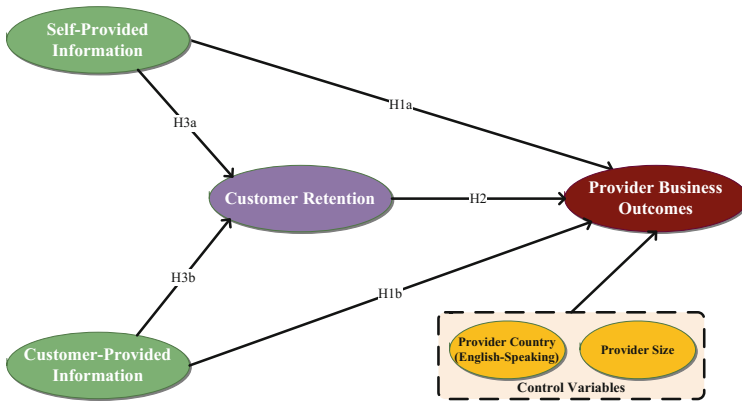 Self-Provided
Information
H1a
H3a
Customer Retention
H2
Provider Business
Outcomes
H3b
H1b
Customer-Provided
Information
Provider Country
(English-Speaking)
Provider Size
Control Variables